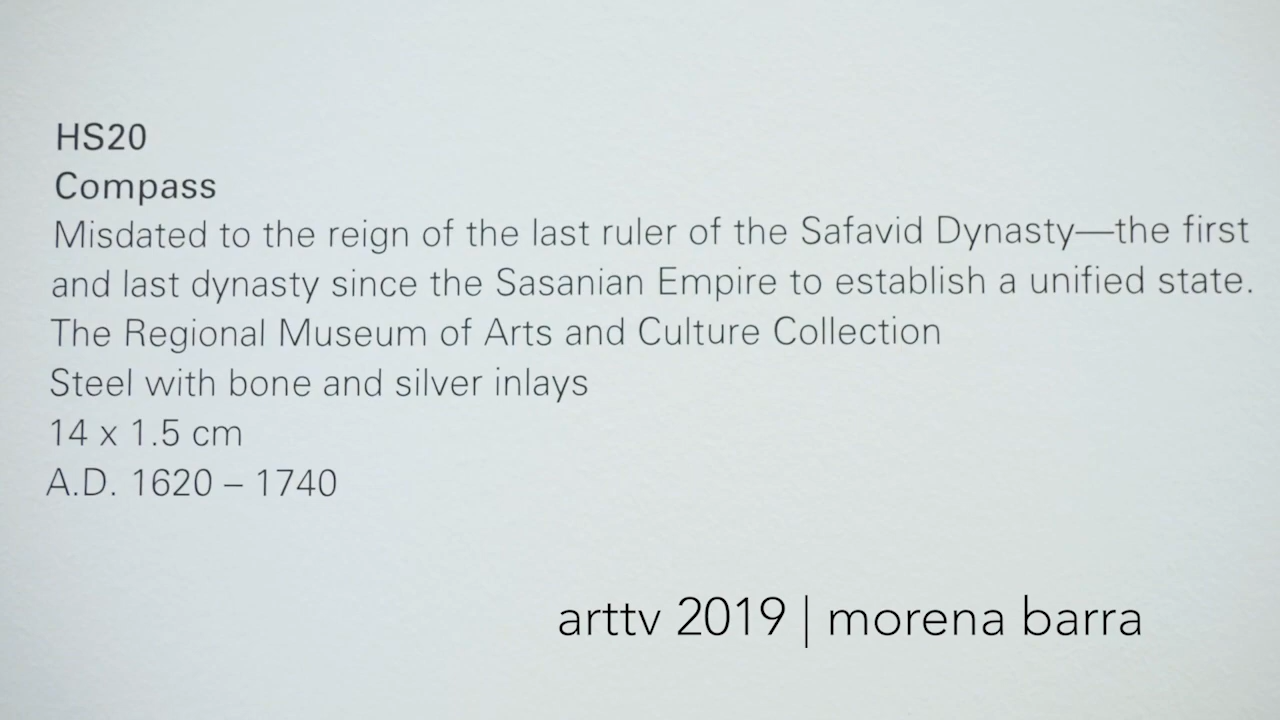 HS20
Compass
Misdated to the reign of the last ruler of the Safavid Dynasty—the first
and last dynasty since the Sasanian Empire to establish a unified state.
The Regional Museum of Arts and Culture Collection
Steel with bone and silver inlays
14 x 1.5 cm
A.D. 1620 – 1740
arttv 2019 | morena barra